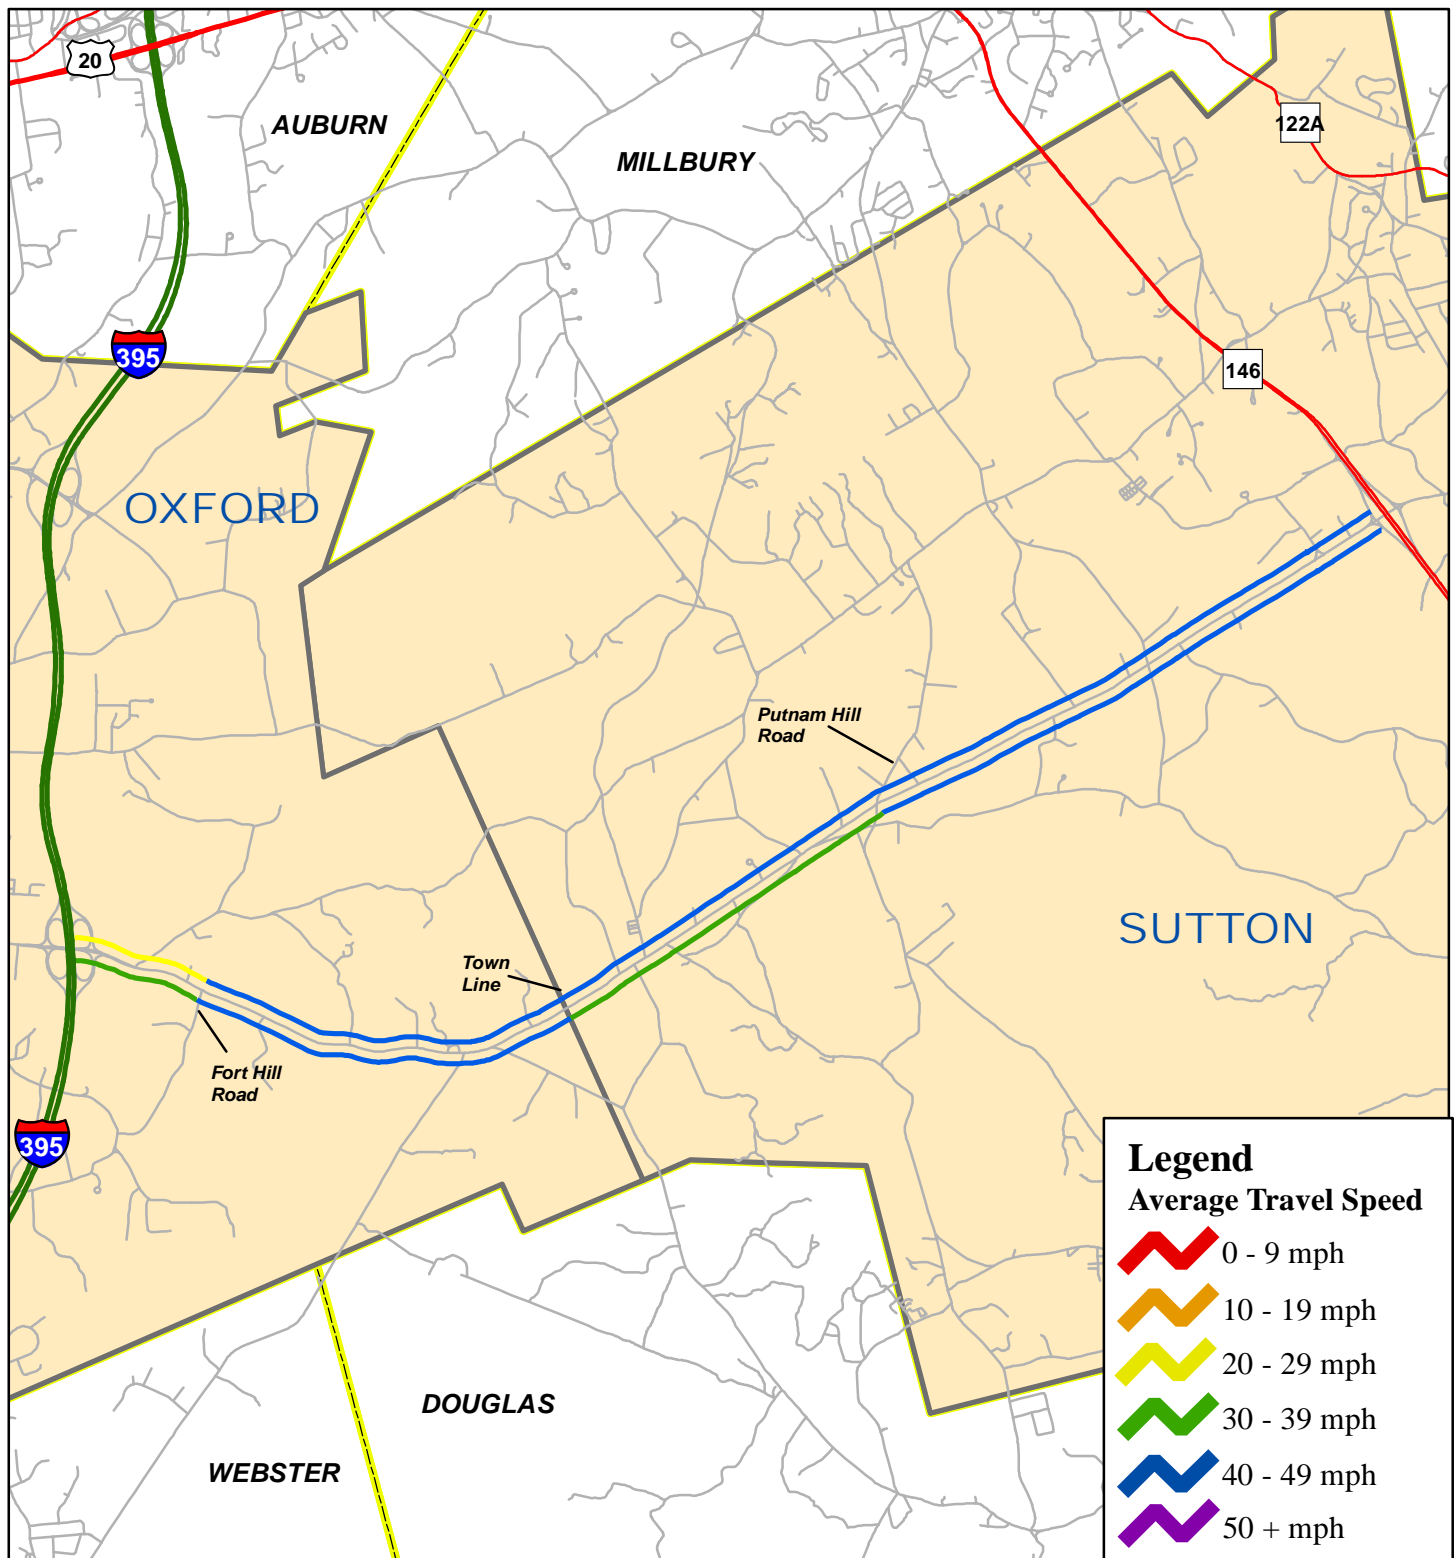 20
AUBURN
MILLBURY
122A
395
146
OXFORD
Putnam Hill
Road
SUTTON
Town
Line
Fort Hill
Road
395
DOUGLAS
WEBSTER
Legend
Average Travel Speed
0 - 9 mph
10 - 19 mph
20 - 29 mph
30 - 39 mph
40 - 49 mph
50 + mph